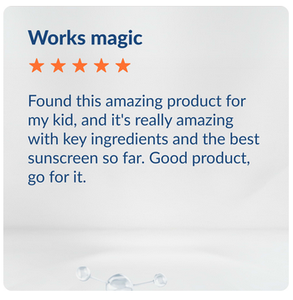 Works magic
Found this amazing product for
my kid, and it's really amazing
with key ingredients and the best
sunscreen so far. Good product,
go for it.